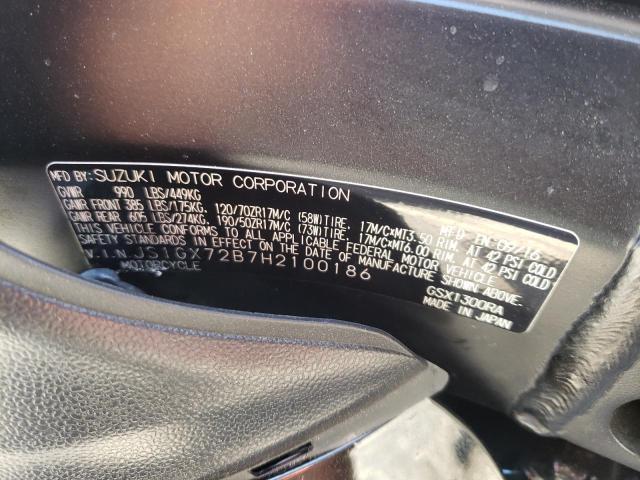 MFD BY: SUZUKI MOTOR CORPORATION
GVWR 990 LBS/449KG MFD. EN 09/16
GAWR FRONT 385 LBS/175KG. 120/70ZR17M/C (58W)TIRE. 17M/C×MT3.50 RIM. AT 42 PSI COLD
GAWR REAR 605 LBS/274KG. 190/50ZR17M/C (73W)TIRE. 17M/C×MT6.00 RIM. AT 42 PSI COLD
THIS VEHICLE CONFORMS TO ALL APPLICABLE FEDERAL MOTOR VEHICLE
SAFETY STANDARDS IN EFFECT ON THE DATE OF MANUFACTURE SHOWN ABOVE.
V.I.N. JS1GX72B7H2100186 GSX1300RA
MOTORCYCLE MADE IN JAPAN